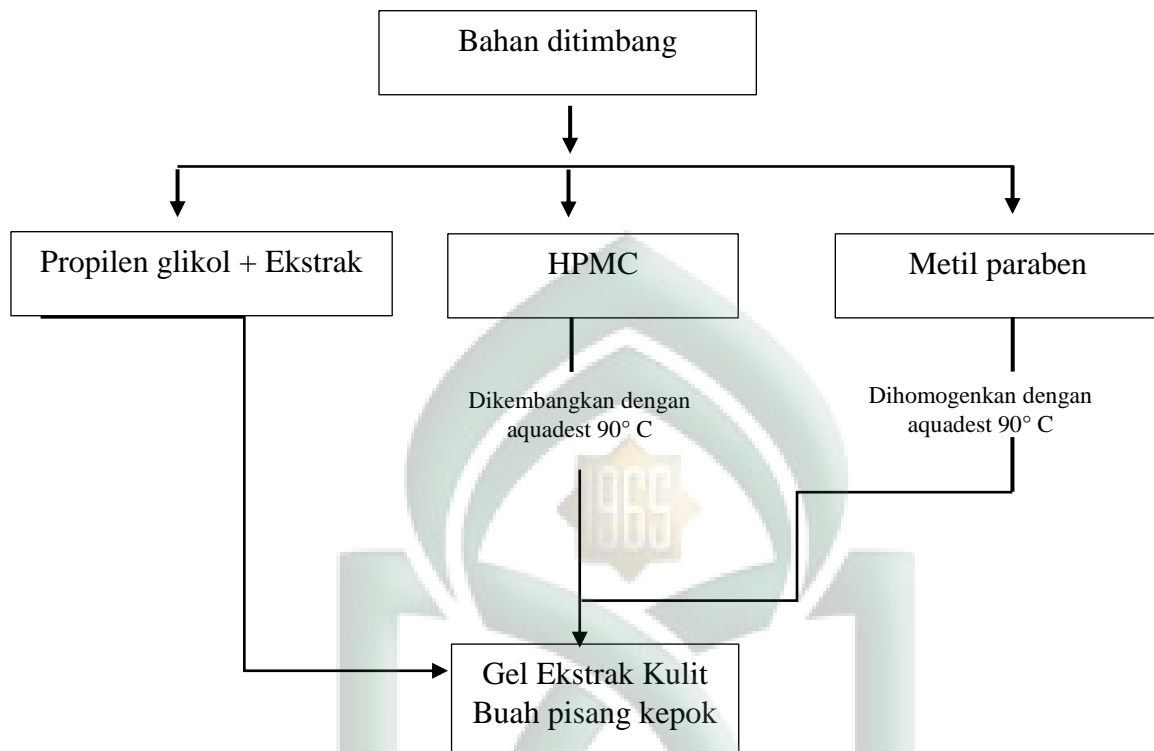 Bahan ditimbang
Propilen glikol + Ekstrak
HPMC
Metil paraben
Dikembangkan dengan
aquadest 90° C
Dihomogenkan dengan
aquadest 90° C
1965
Gel Ekstrak Kulit
Buah pisang kepok